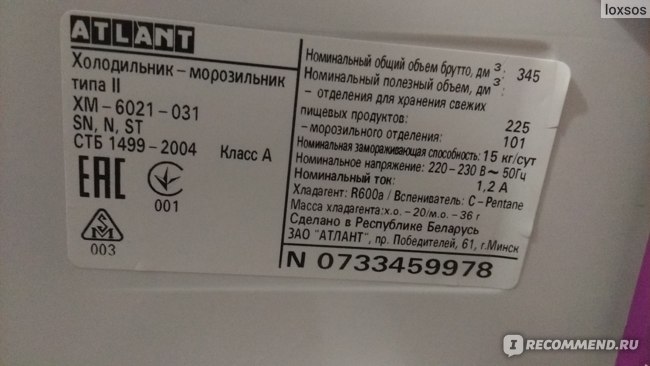 loxsos
ATLANT
Холодильник – морозильник
типа II
ХМ – 6021 – 031
SN, N, ST
СТБ 1499 – 2004 Класс А
EAC
001
003
Номинальный общий объем брутто, дм³: 345
Номинальный полезный объем, дм³:
– отделения для хранения свежих
пищевых продуктов: 225
– морозильного отделения: 101
Номинальная замораживающая способность: 15 кг/сут
Номинальное напряжение: 220 – 230 В ~ 50Гц
Номинальный ток: 1,2 А
Хладагент: R600a / Вспениватель: C – Pentane
Масса хладагента: х.о. – 20/м.о. – 36 г
Сделано в Республике Беларусь
ЗАО "АТЛАНТ", пр. Победителей, 61, г.Минск
N 0733459978
I RECOMMEND.RU